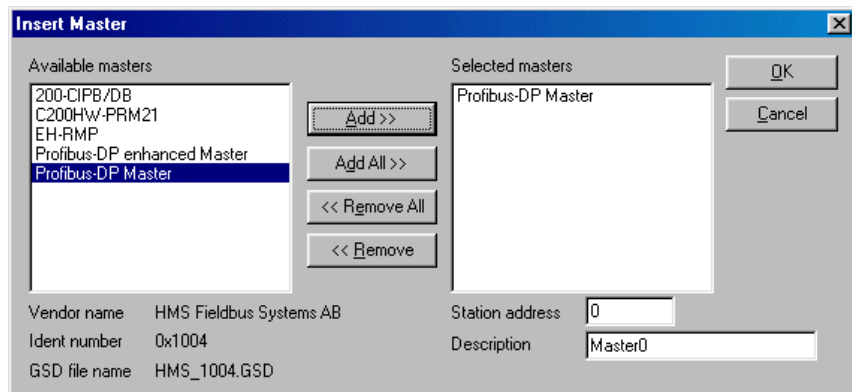 Insert Master
Available masters
200-CIPB/DB
C200HW-PRM21
EH-RMP
Profibus-DP enhanced Master
Profibus-DP Master
Add >>
Add All >>
<< Remove All
<< Remove
Selected masters
Profibus-DP Master
OK
Cancel
Vendor name HMS Fieldbus Systems AB
Ident number 0x1004
GSD file name HMS_1004.GSD
Station address 0
Description Master0